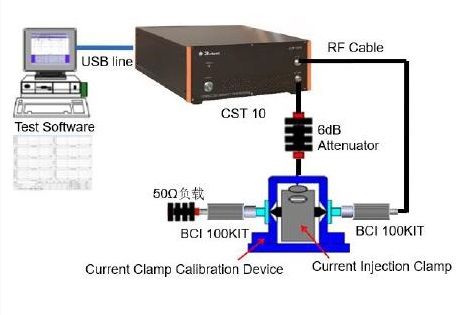 RF Cable
USB line
CST 10
Test Software
6dB
Attenuator
50Ω负载
BCI 100KIT
BCI 100KIT
Current Clamp Calibration Device
Current Injection Clamp